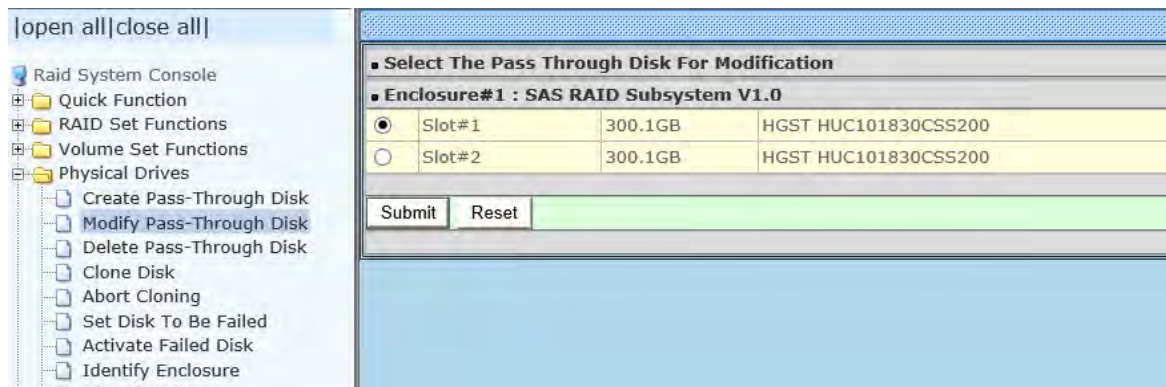 |open all|close all|
Raid System Console
Quick Function
RAID Set Functions
Volume Set Functions
Physical Drives
Create Pass-Through Disk
Modify Pass-Through Disk
Delete Pass-Through Disk
Clone Disk
Abort Cloning
Set Disk To Be Failed
Activate Failed Disk
Identify Enclosure
Select The Pass Through Disk For Modification
Enclosure#1 : SAS RAID Subsystem V1.0
Slot#1 300.1GB HGST HUC101830CSS200
Slot#2 300.1GB HGST HUC101830CSS200
Submit Reset